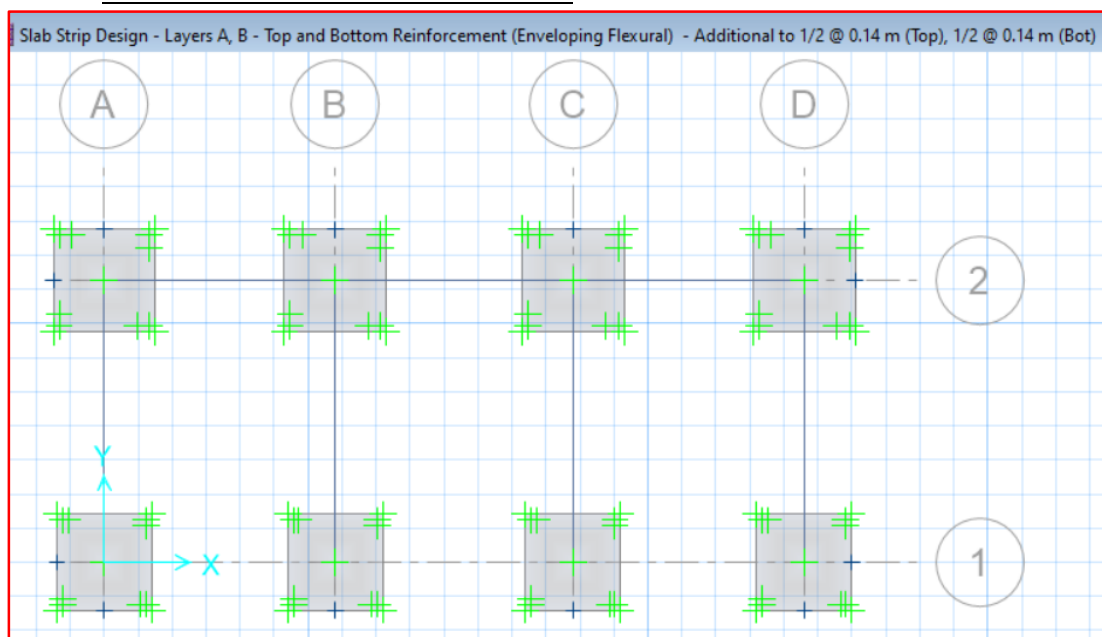 Slab Strip Design - Layers A, B - Top and Bottom Reinforcement (Enveloping Flexural) - Additional to 1/2 @ 0.14 m (Top), 1/2 @ 0.14 m (Bot)
A B C D
2
Y
X
1